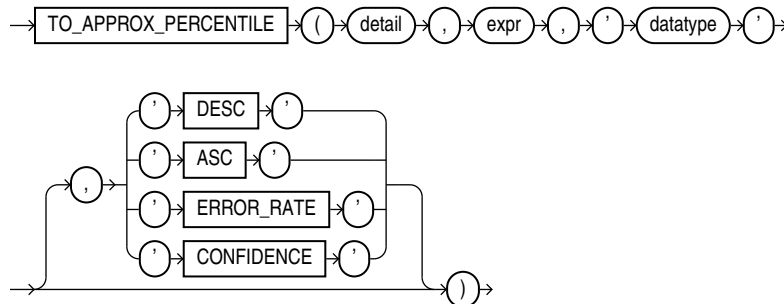 TO_APPROX_PERCENTILE ( detail , expr , ' datatype '
' DESC '
' ASC '
,
' ERROR_RATE '
' CONFIDENCE '
)